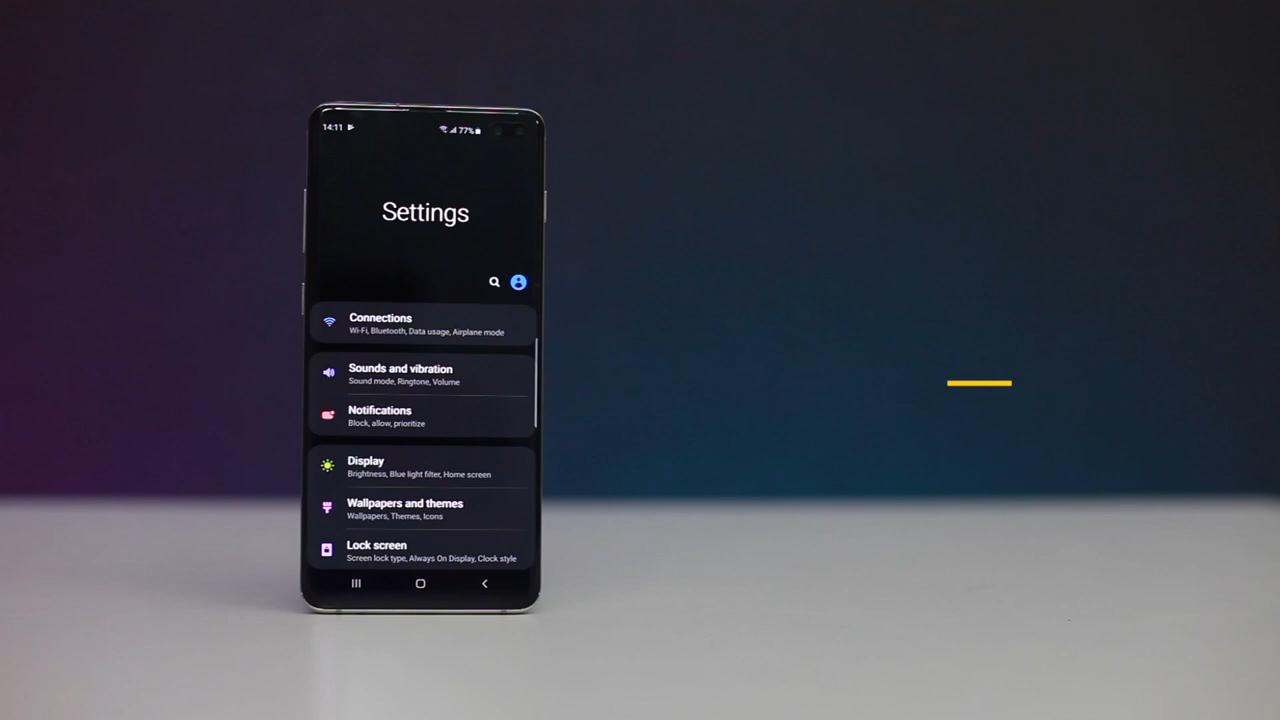 14:11
77%
Settings
Connections
Wi-Fi, Bluetooth, Data usage, Airplane mode
Sounds and vibration
Sound mode, Ringtone, Volume
Notifications
Block, allow, prioritize
Display
Brightness, Blue light filter, Home screen
Wallpapers and themes
Wallpapers, Themes, Icons
Lock screen
Screen lock type, Always On Display, Clock style